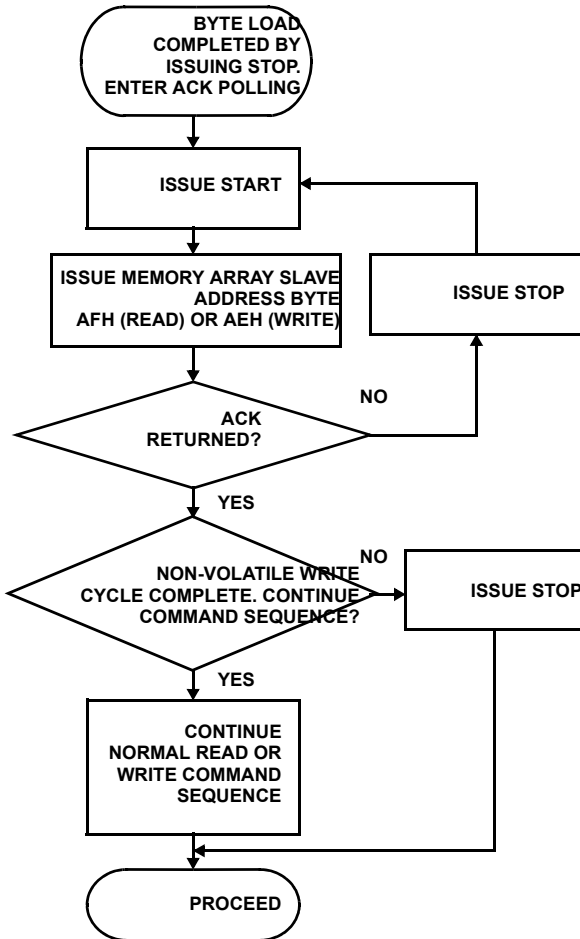 BYTE LOAD
COMPLETED BY
ISSUING STOP.
ENTER ACK POLLING
ISSUE START
ISSUE MEMORY ARRAY SLAVE
ADDRESS BYTE
AFH (READ) OR AEH (WRITE)
ISSUE STOP
ACK
RETURNED?
NO
YES
NON-VOLATILE WRITE
CYCLE COMPLETE. CONTINUE
COMMAND SEQUENCE?
NO
ISSUE STOP
YES
CONTINUE
NORMAL READ OR
WRITE COMMAND
SEQUENCE
PROCEED